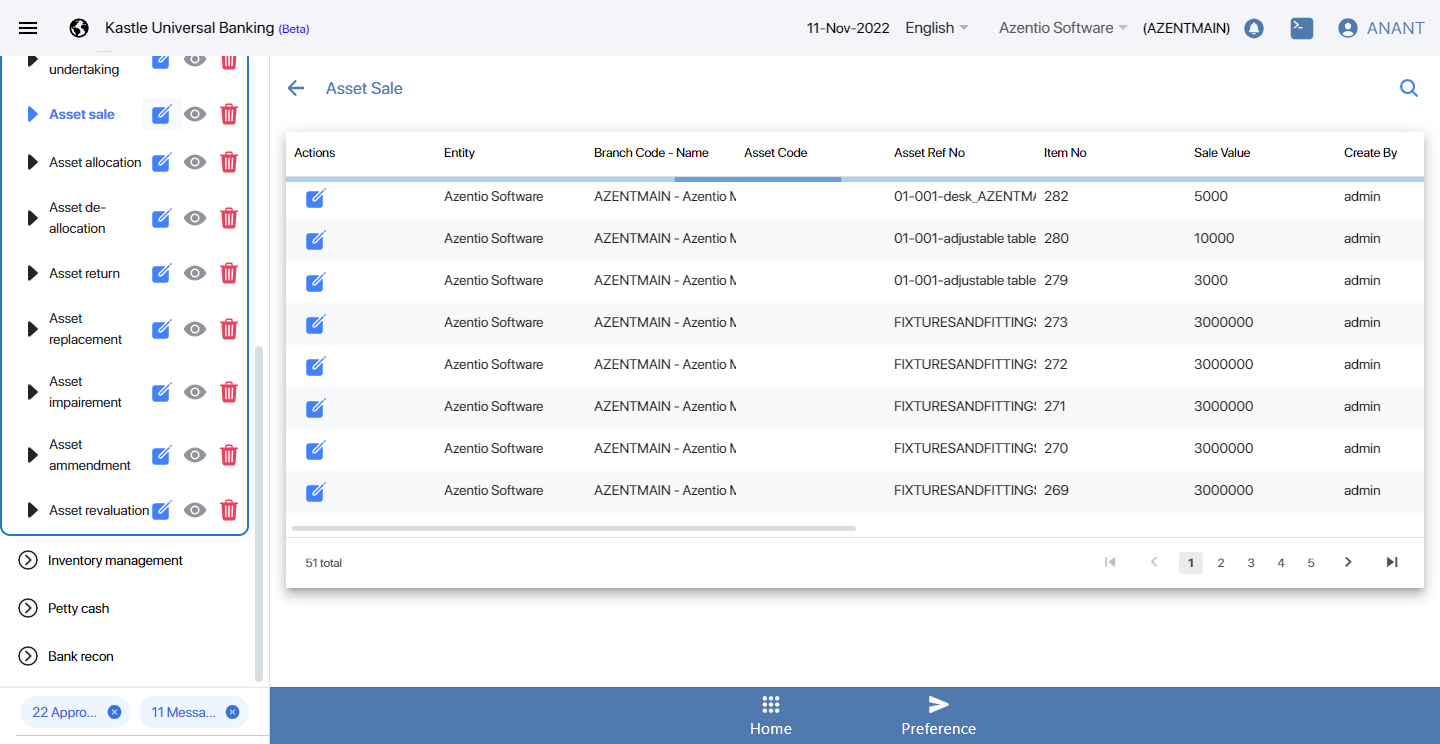 Kastle Universal Banking (Beta)
11-Nov-2022 English Azentio Software (AZENTMAIN) ANANT
undertaking
Asset sale
Asset allocation
Asset de-
allocation
Asset return
Asset
replacement
Asset
impairement
Asset
ammendment
Asset revaluation
Inventory management
Petty cash
Bank recon
22 Appro...
11 Messa...
Asset Sale
Actions Entity Branch Code - Name Asset Code Asset Ref No Item No Sale Value Create By
Azentio Software AZENTMAIN - Azentio M 01-001-desk_AZENTMA 282 5000 admin
Azentio Software AZENTMAIN - Azentio M 01-001-adjustable table 280 10000 admin
Azentio Software AZENTMAIN - Azentio M 01-001-adjustable table 279 3000 admin
Azentio Software AZENTMAIN - Azentio M FIXTURESANDFITTINGS 273 3000000 admin
Azentio Software AZENTMAIN - Azentio M FIXTURESANDFITTINGS 272 3000000 admin
Azentio Software AZENTMAIN - Azentio M FIXTURESANDFITTINGS 271 3000000 admin
Azentio Software AZENTMAIN - Azentio M FIXTURESANDFITTINGS 270 3000000 admin
Azentio Software AZENTMAIN - Azentio M FIXTURESANDFITTINGS 269 3000000 admin
51 total
1 2 3 4 5
Home
Preference